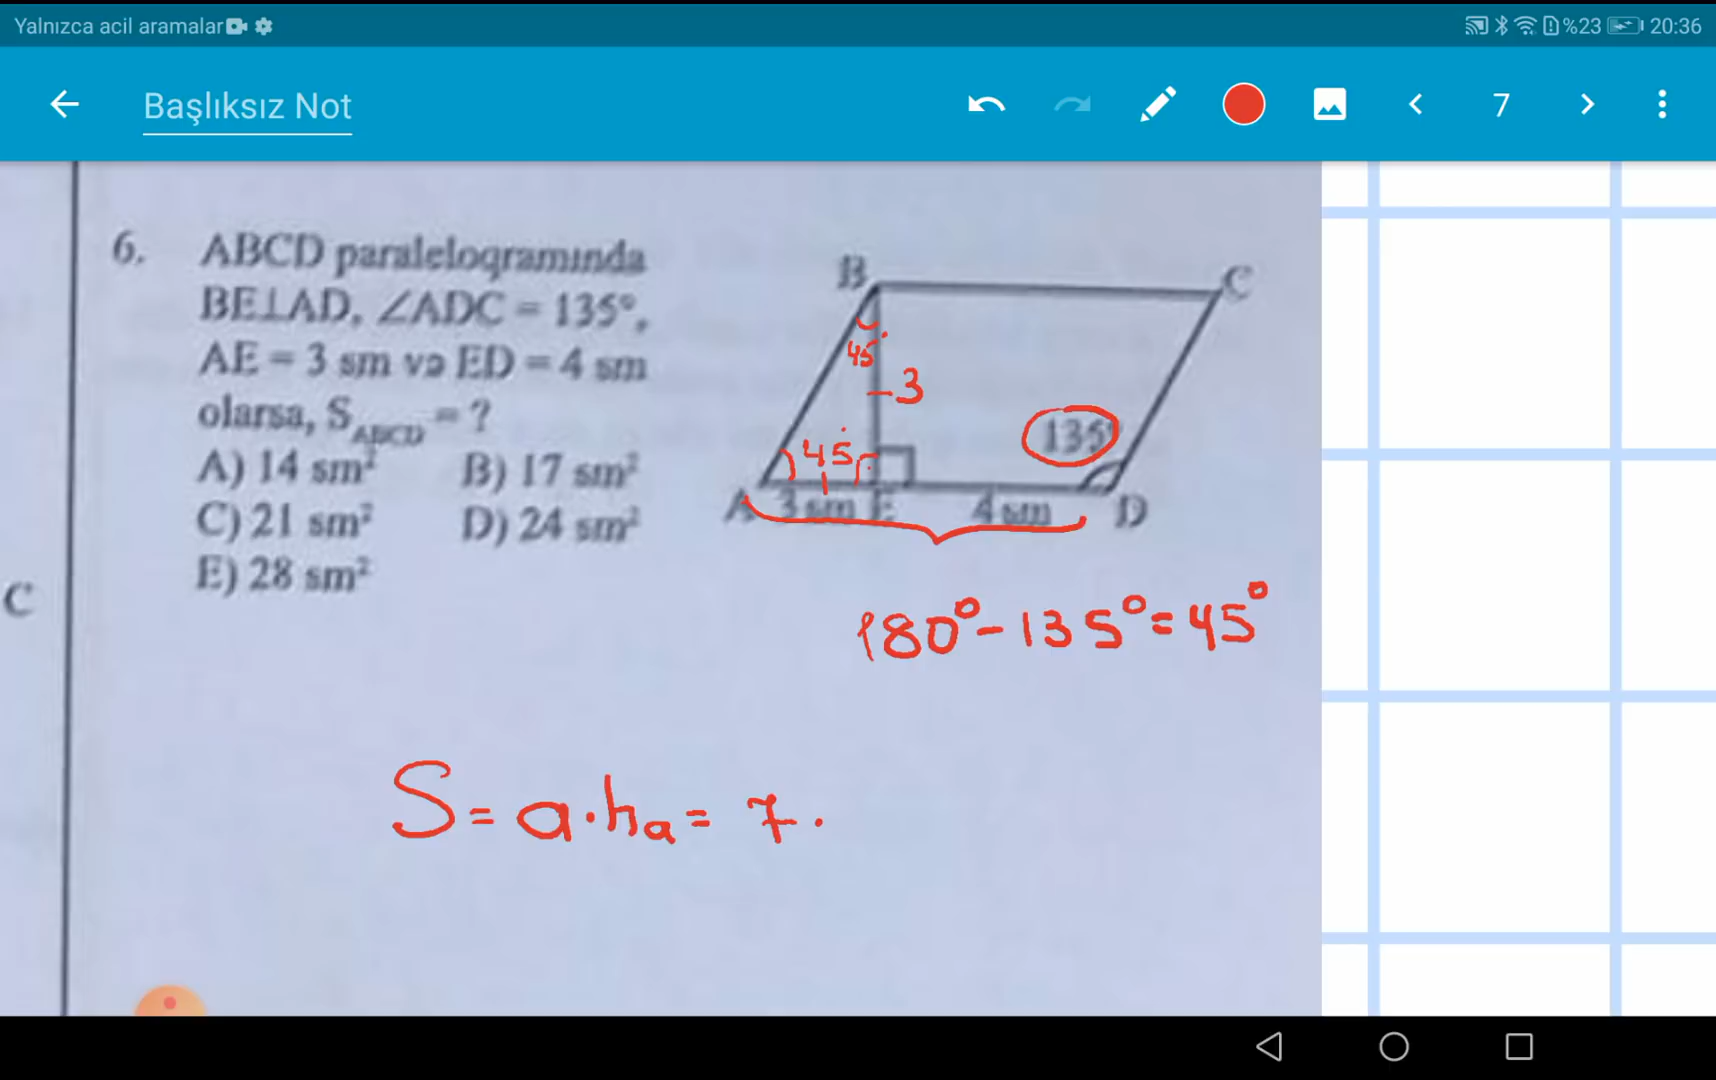 Yalnızca acil aramalar %23 20:36
Başlıksız Not 7
6. ABCD paraleloqramında
BE⊥AD, ∠ADC = 135°,
AE = 3 sm və ED = 4 sm
olarsa, S_ABCD = ?
A) 14 sm² B) 17 sm²
C) 21 sm² D) 24 sm²
E) 28 sm²
C
B C
45
3
45 135°
A 3 sm E 4 sm D
180° - 135° = 45°
S = a · hₐ = 7 ·